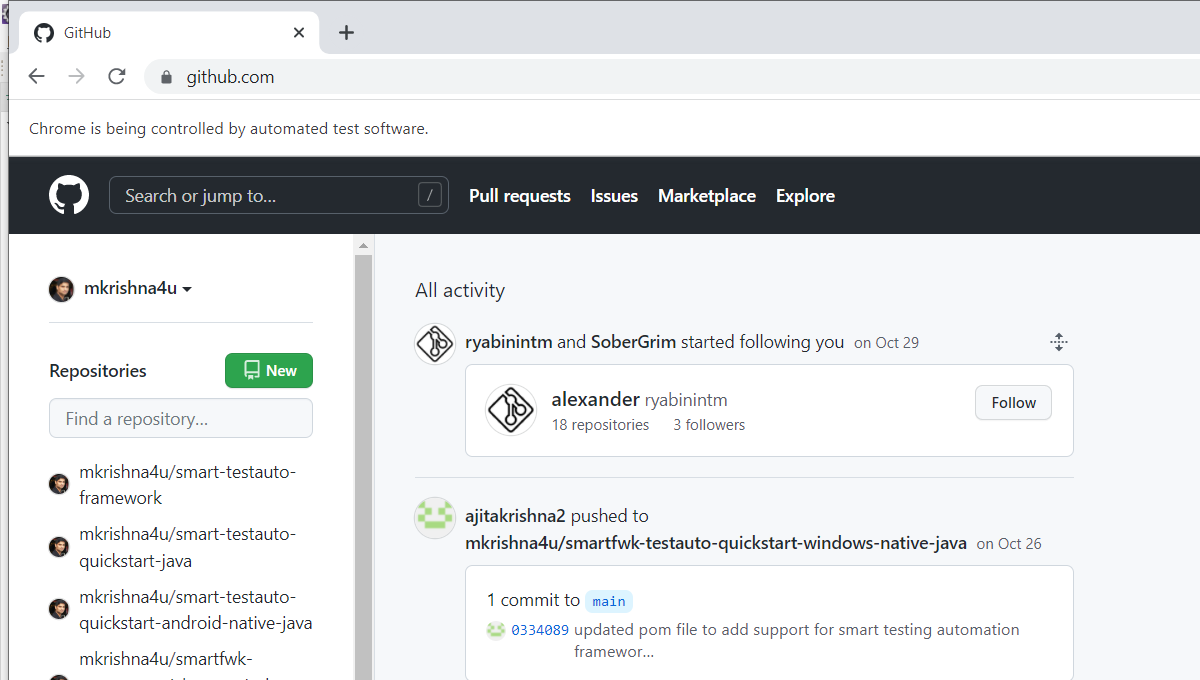 GitHub
github.com
Chrome is being controlled by automated test software.
Search or jump to... /
Pull requests Issues Marketplace Explore
mkrishna4u
Repositories
New
Find a repository...
mkrishna4u/smart-testauto-
framework
mkrishna4u/smart-testauto-
quickstart-java
mkrishna4u/smart-testauto-
quickstart-android-native-java
mkrishna4u/smartfwk-
All activity
ryabinintm and SoberGrim started following you on Oct 29
alexander ryabinintm
18 repositories 3 followers
Follow
ajitakrishna2 pushed to
mkrishna4u/smartfwk-testauto-quickstart-windows-native-java on Oct 26
1 commit to main
0334089 updated pom file to add support for smart testing automation
framewor...